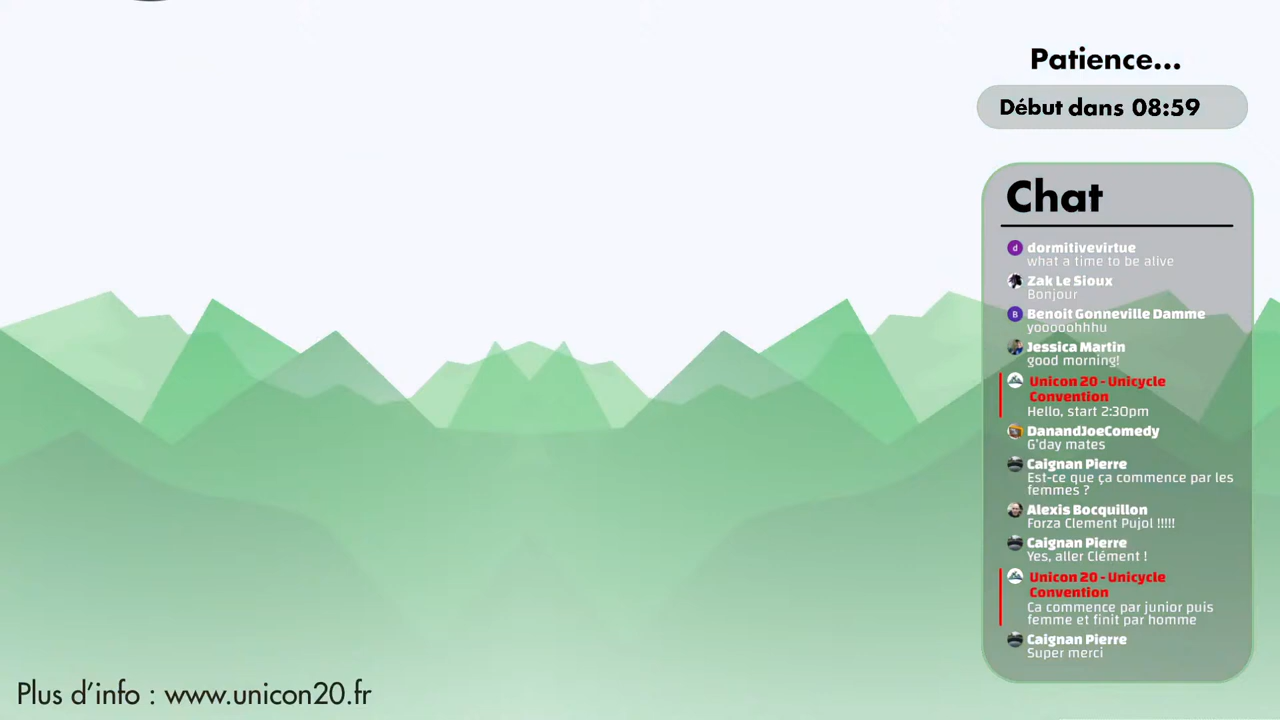 Patience...
Début dans 08:59
Chat
dormitivevirtue
what a time to be alive
Zak Le Sioux
Bonjour
Benoit Gonneville Damme
yooooohhhu
Jessica Martin
good morning!
Unicon 20 - Unicycle
Convention
Hello, start 2:30pm
DanandJoeComedy
G'day mates
Caignan Pierre
Est-ce que ça commence par les
femmes ?
Alexis Bocquillon
Forza Clement Pujol !!!!!
Caignan Pierre
Yes, aller Clément !
Unicon 20 - Unicycle
Convention
Ca commence par junior puis
femme et finit par homme
Caignan Pierre
Super merci
Plus d'info : www.unicon20.fr